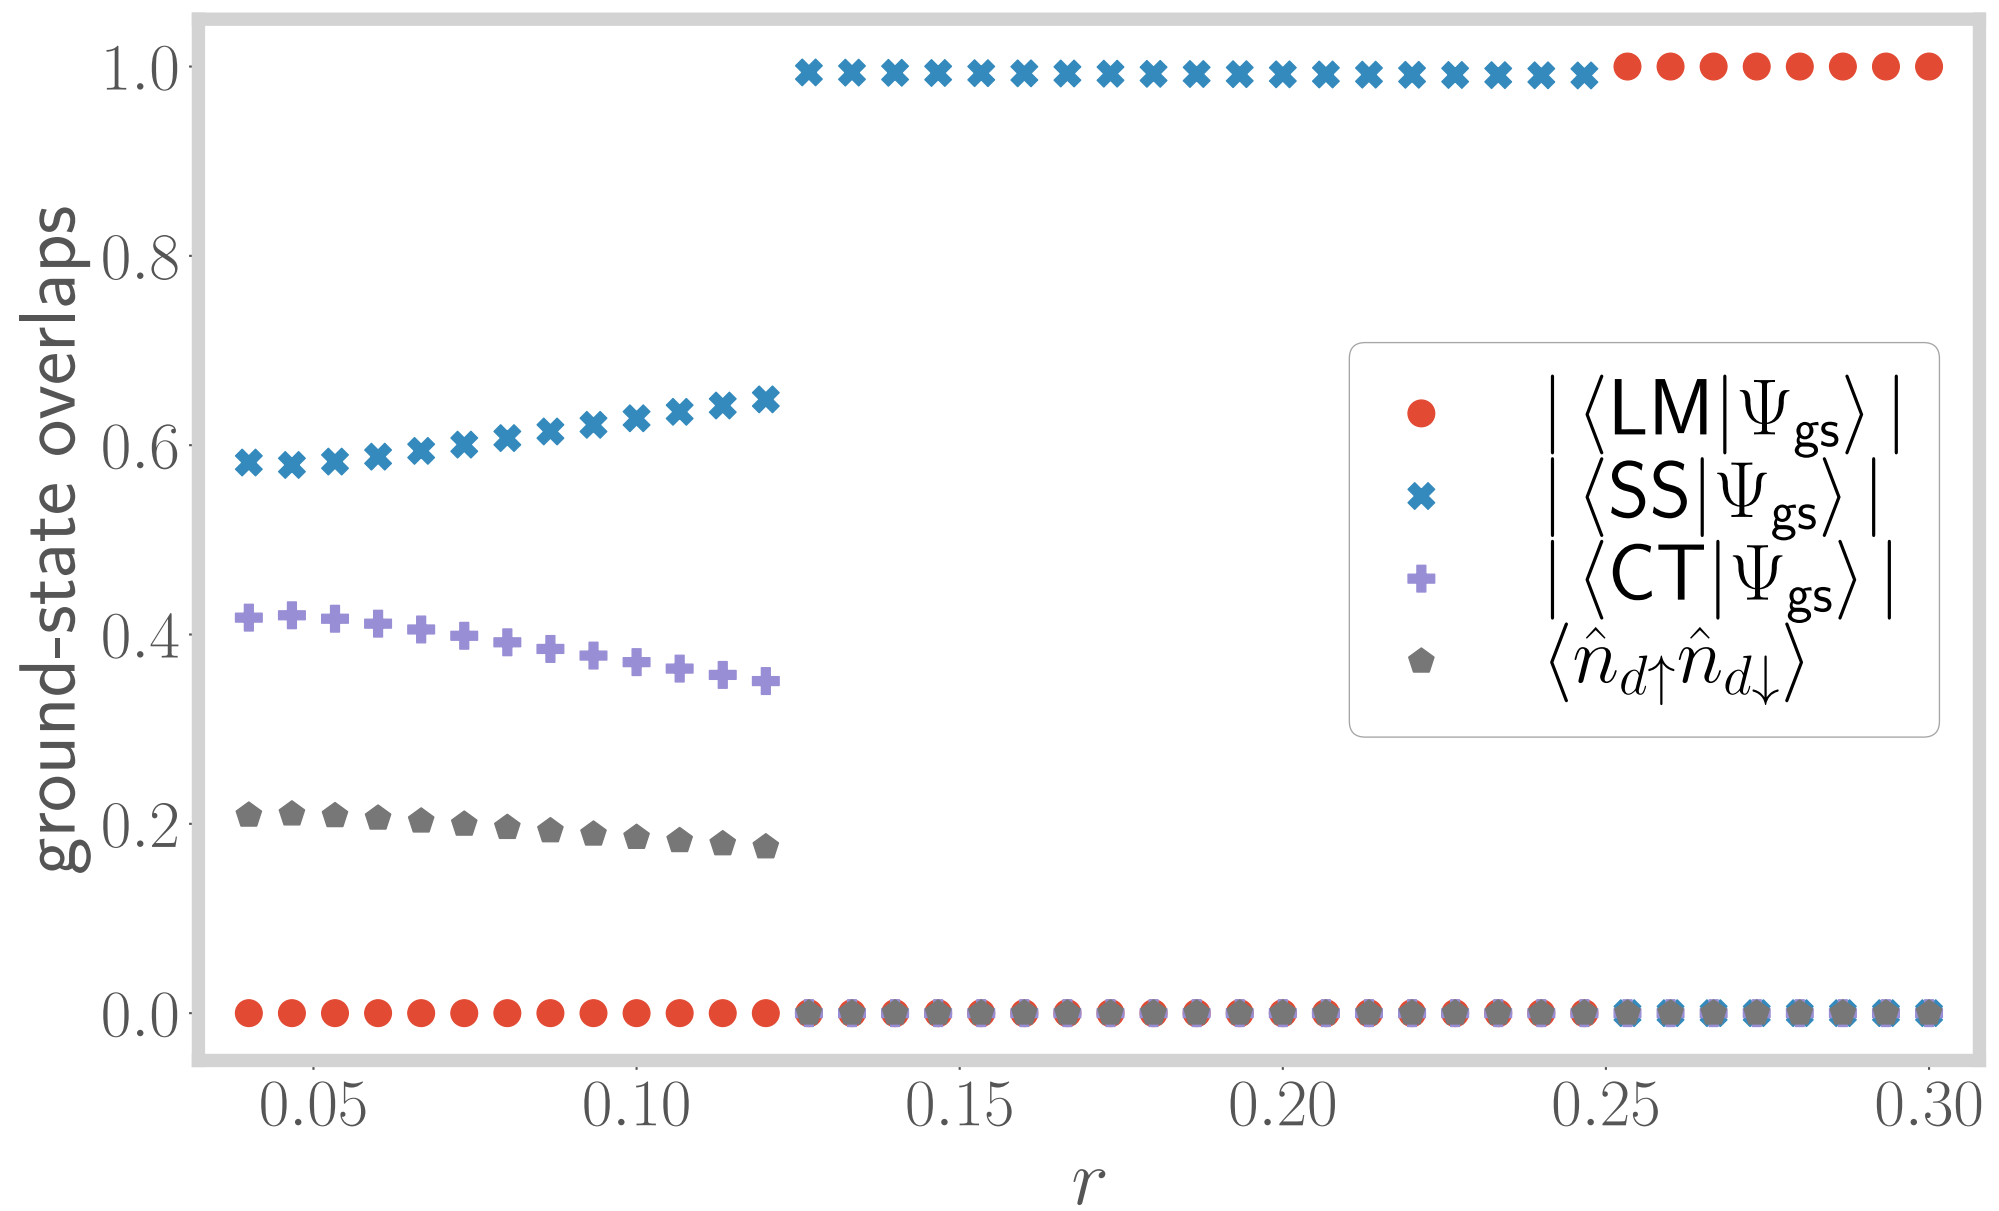 ground-state overlaps
1.0
0.8
0.6
0.4
0.2
0.0
| ⟨LM|Ψgs⟩ |
| ⟨SS|Ψgs⟩ |
| ⟨CT|Ψgs⟩ |
⟨n̂d↑n̂d↓⟩
0.05 0.10 0.15 0.20 0.25 0.30
r